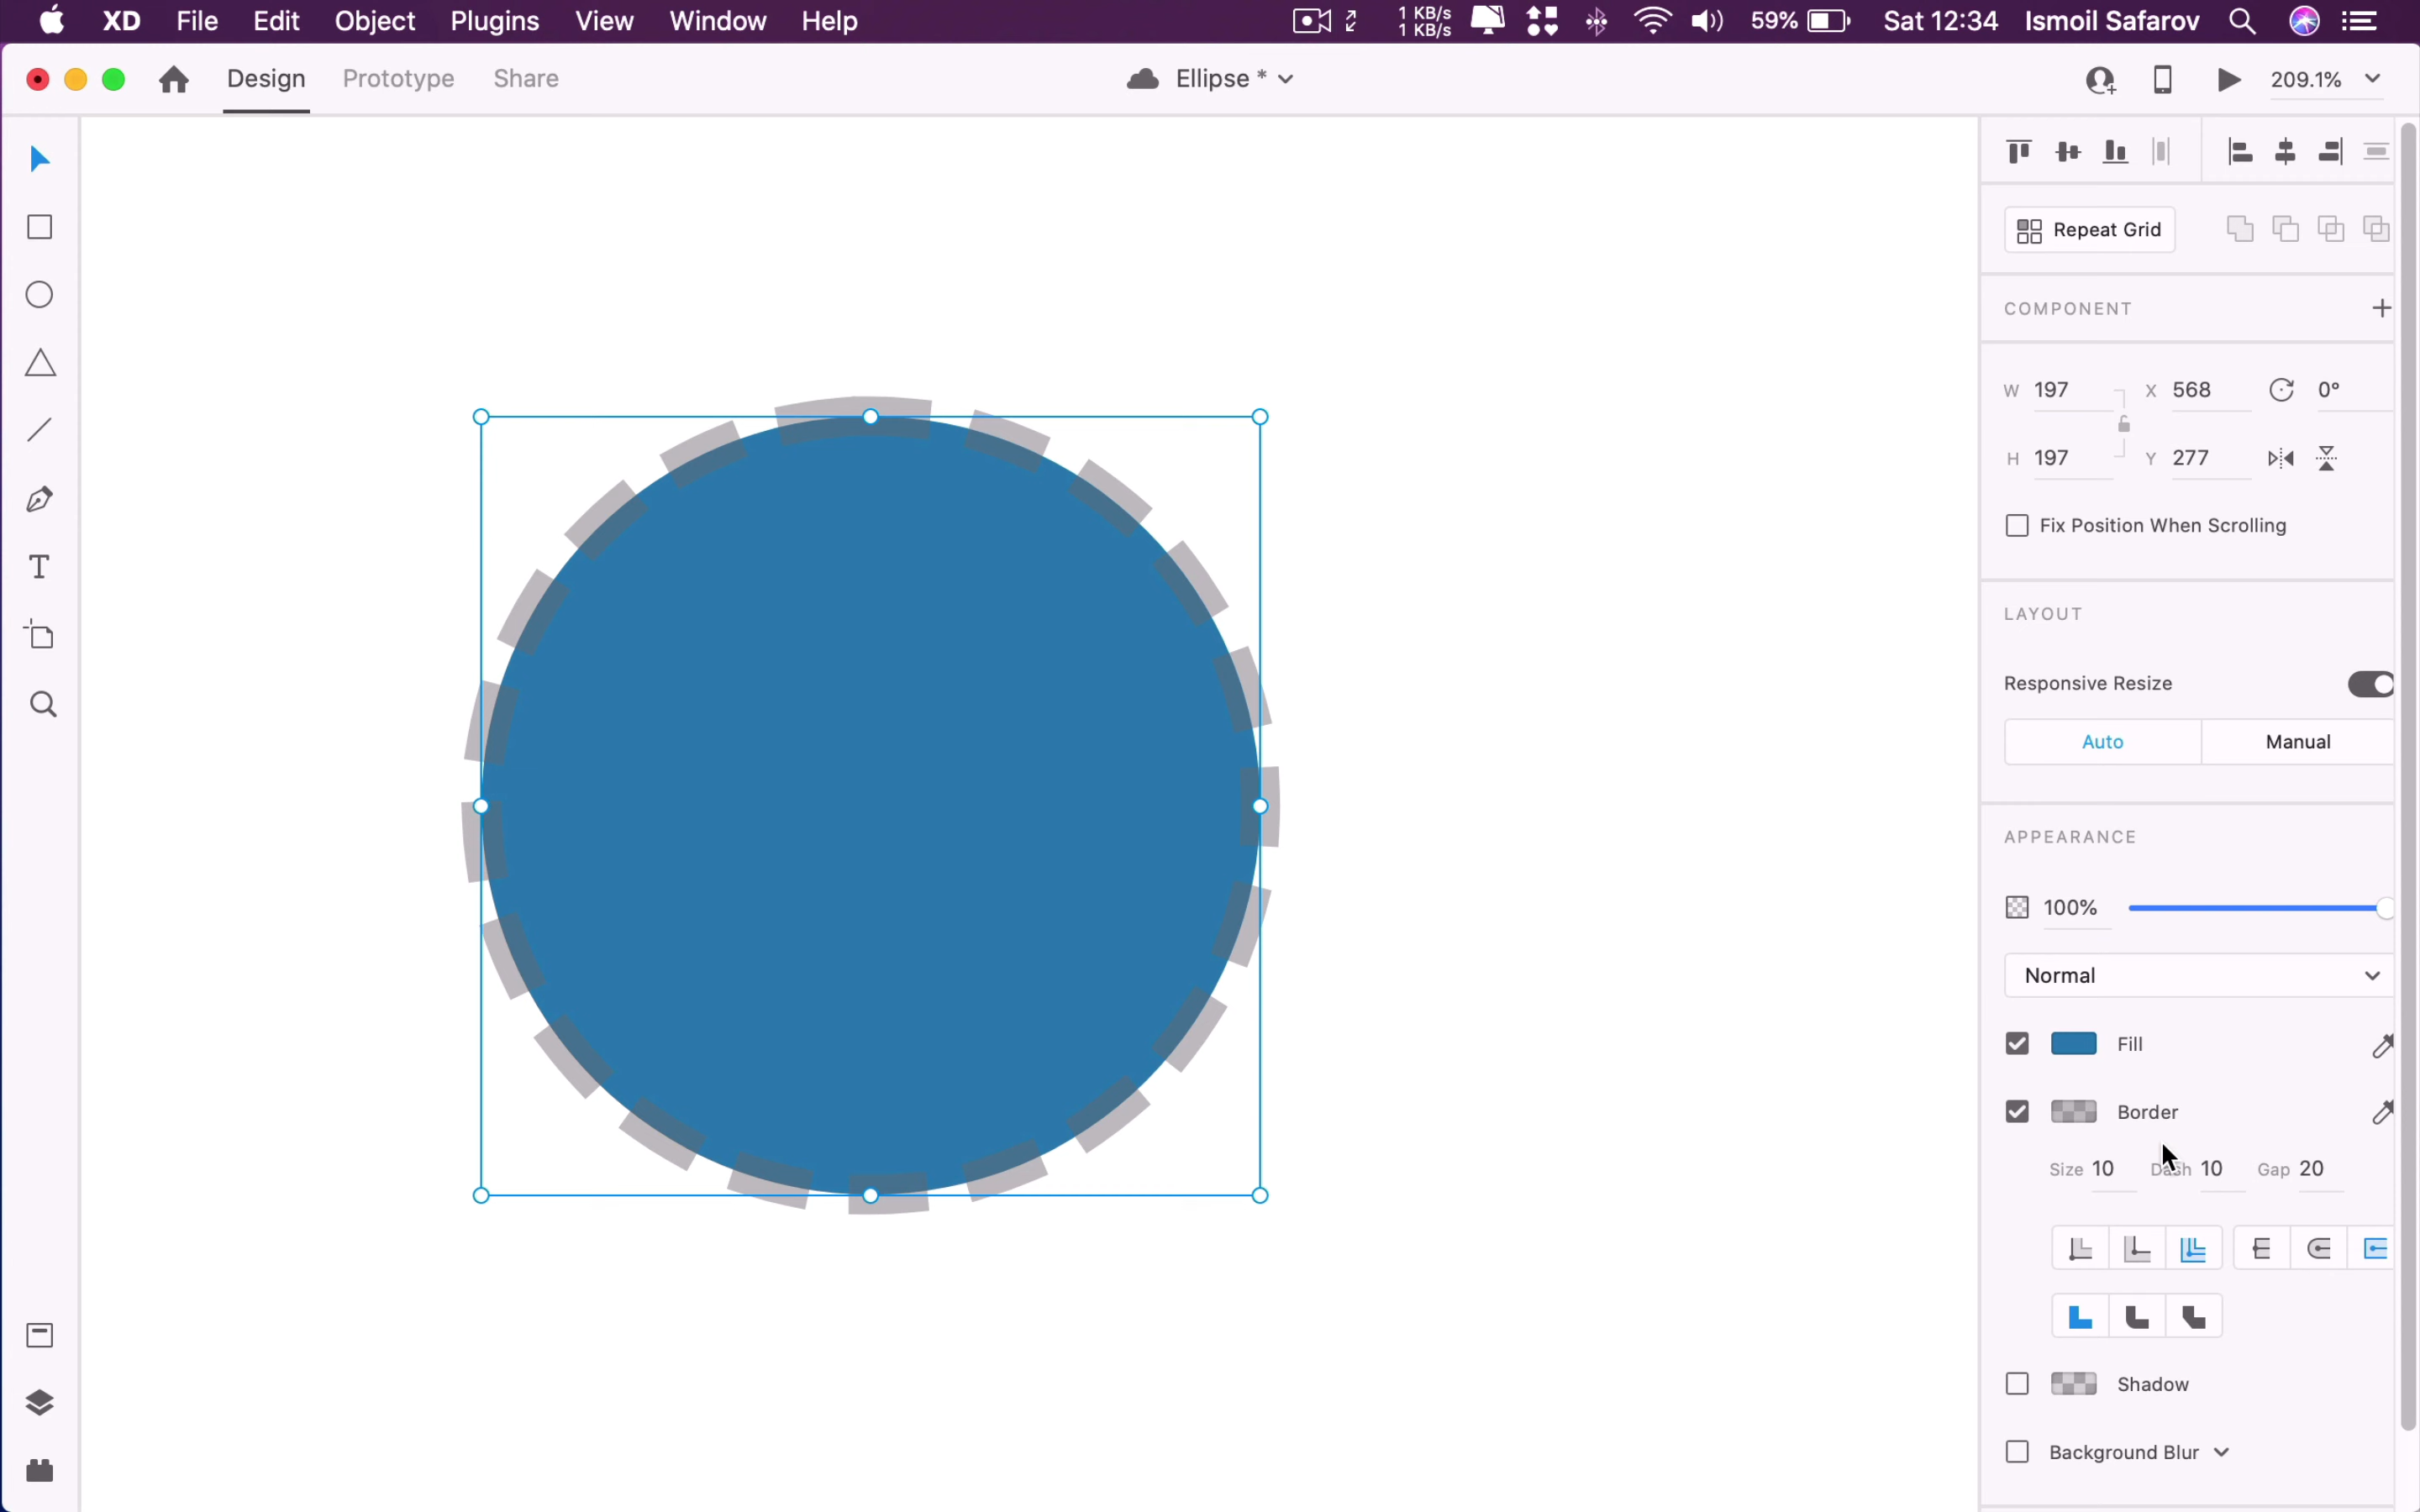 XD File Edit Object Plugins View Window Help 1 KB/s 1 KB/s 59% Sat 12:34 Ismoil Safarov
Design Prototype Share Ellipse * 209.1%
Repeat Grid
COMPONENT
W 197 X 568 0°
H 197 Y 277
Fix Position When Scrolling
LAYOUT
Responsive Resize
Auto Manual
APPEARANCE
100%
Normal
Fill
Border
Size 10 Dash 10 Gap 20
Shadow
Background Blur